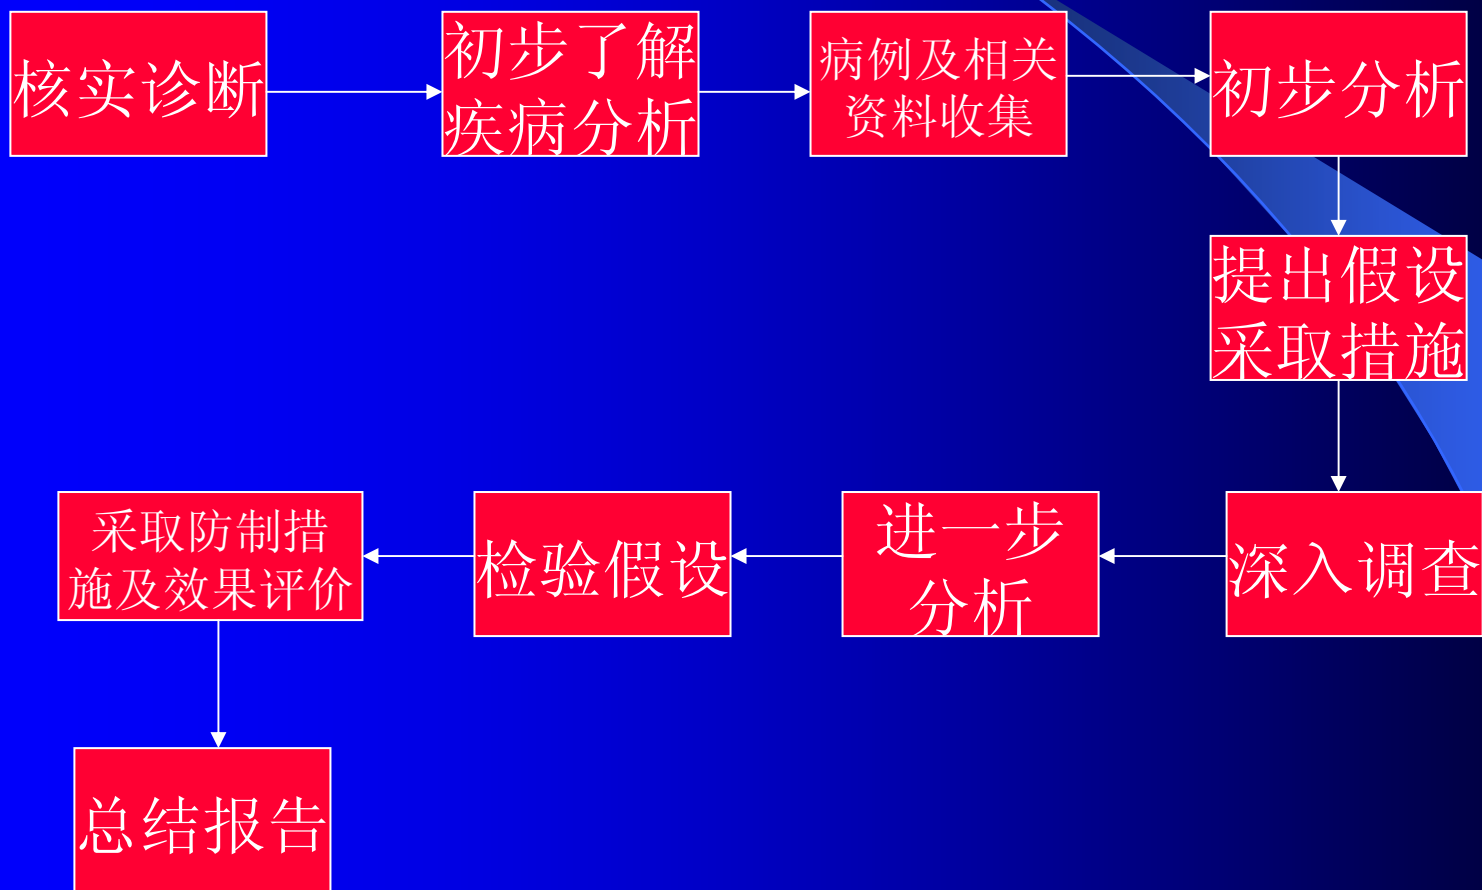 核实诊断
初步了解
疾病分析
病例及相关
资料收集
初步分析
提出假设
采取措施
深入调查
进一步
分析
检验假设
采取防制措
施及效果评价
总结报告